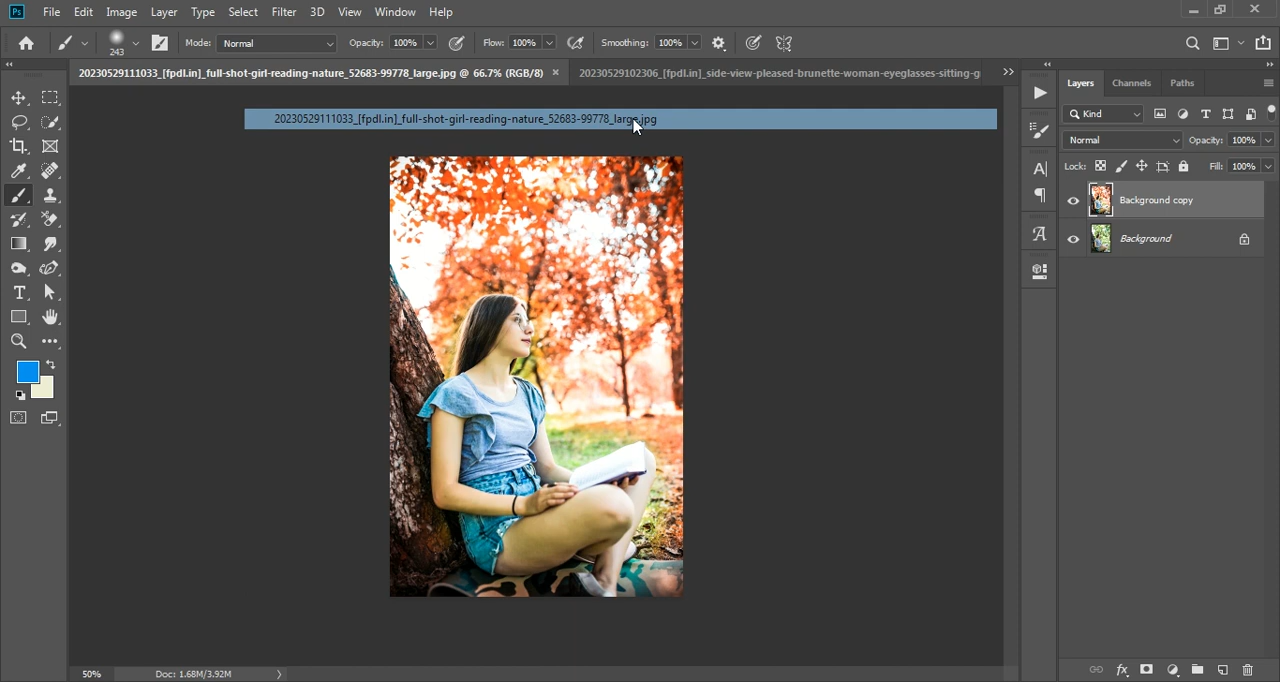 Ps File Edit Image Layer Type Select Filter 3D View Window Help
243 Mode: Normal Opacity: 100% Flow: 100% Smoothing: 100%
20230529111033_[fpdl.in]_full-shot-girl-reading-nature_52683-99778_large.jpg @ 66.7% (RGB/8) × 20230529102306_[fpdl.in]_side-view-pleased-brunette-woman-eyeglasses-sitting-g
20230529111033_[fpdl.in]_full-shot-girl-reading-nature_52683-99778_large.jpg
Layers Channels Paths
Kind
Normal Opacity: 100%
Lock: Fill: 100%
Background copy
Background
50% Doc: 1.68M/3.92M